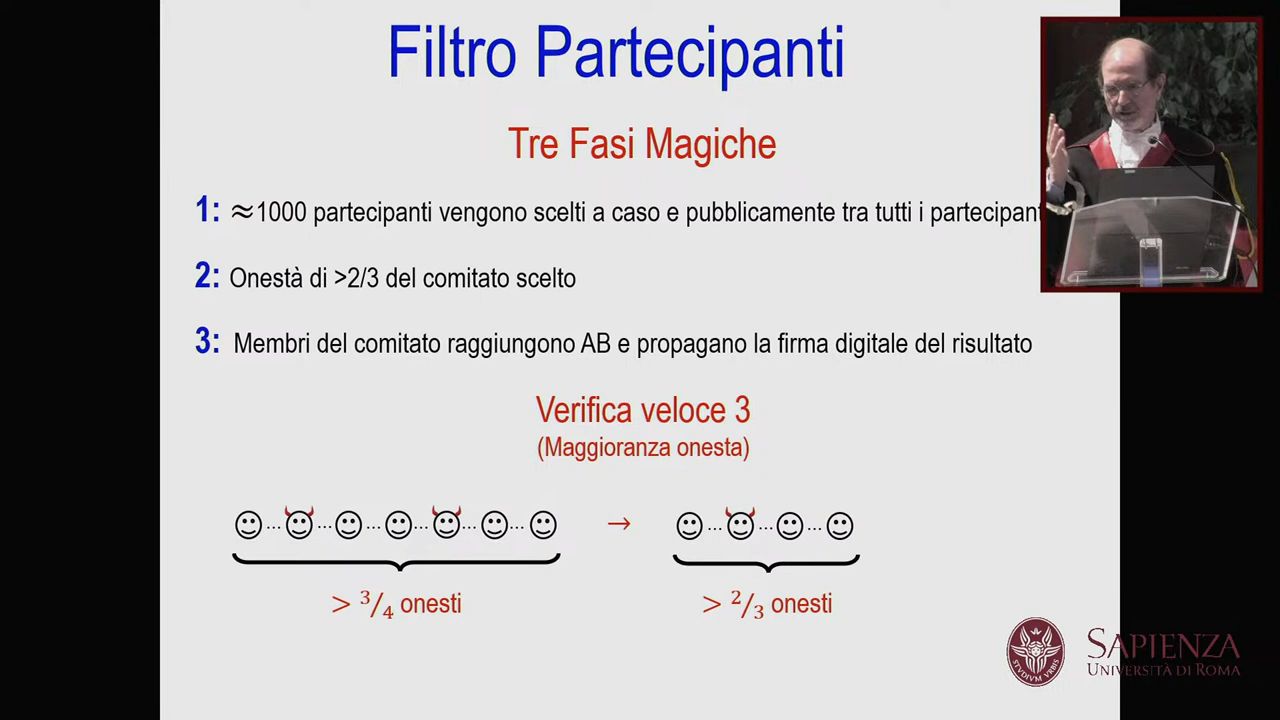 Filtro Partecipanti
Tre Fasi Magiche
1: ≈1000 partecipanti vengono scelti a caso e pubblicamente tra tutti i partecipant
2: Onestà di >2/3 del comitato scelto
3: Membri del comitato raggiungono AB e propagano la firma digitale del risultato
Verifica veloce 3
(Maggioranza onesta)
... ... ... ... ... ... → ... ... ...
> 3/4 onesti > 2/3 onesti
STVDIVM VRBIS
SAPIENZA
UNIVERSITÀ DI ROMA